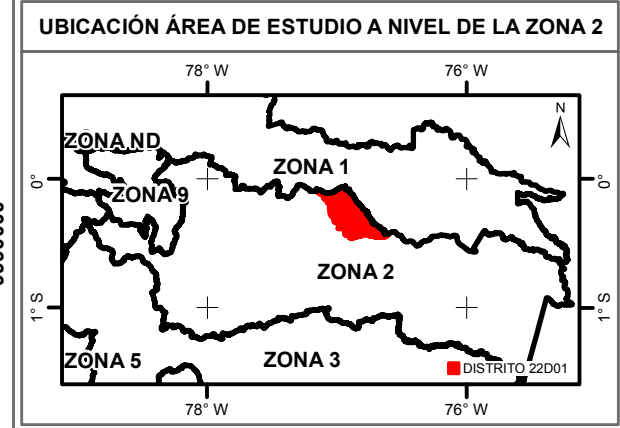 UBICACIÓN ÁREA DE ESTUDIO A NIVEL DE LA ZONA 2
78° W 76° W
N
ZONA ND
ZONA 1
0° 0°
ZONA 9
ZONA 2
1° S 1° S
ZONA 5 ZONA 3
DISTRITO 22D01
78° W 76° W